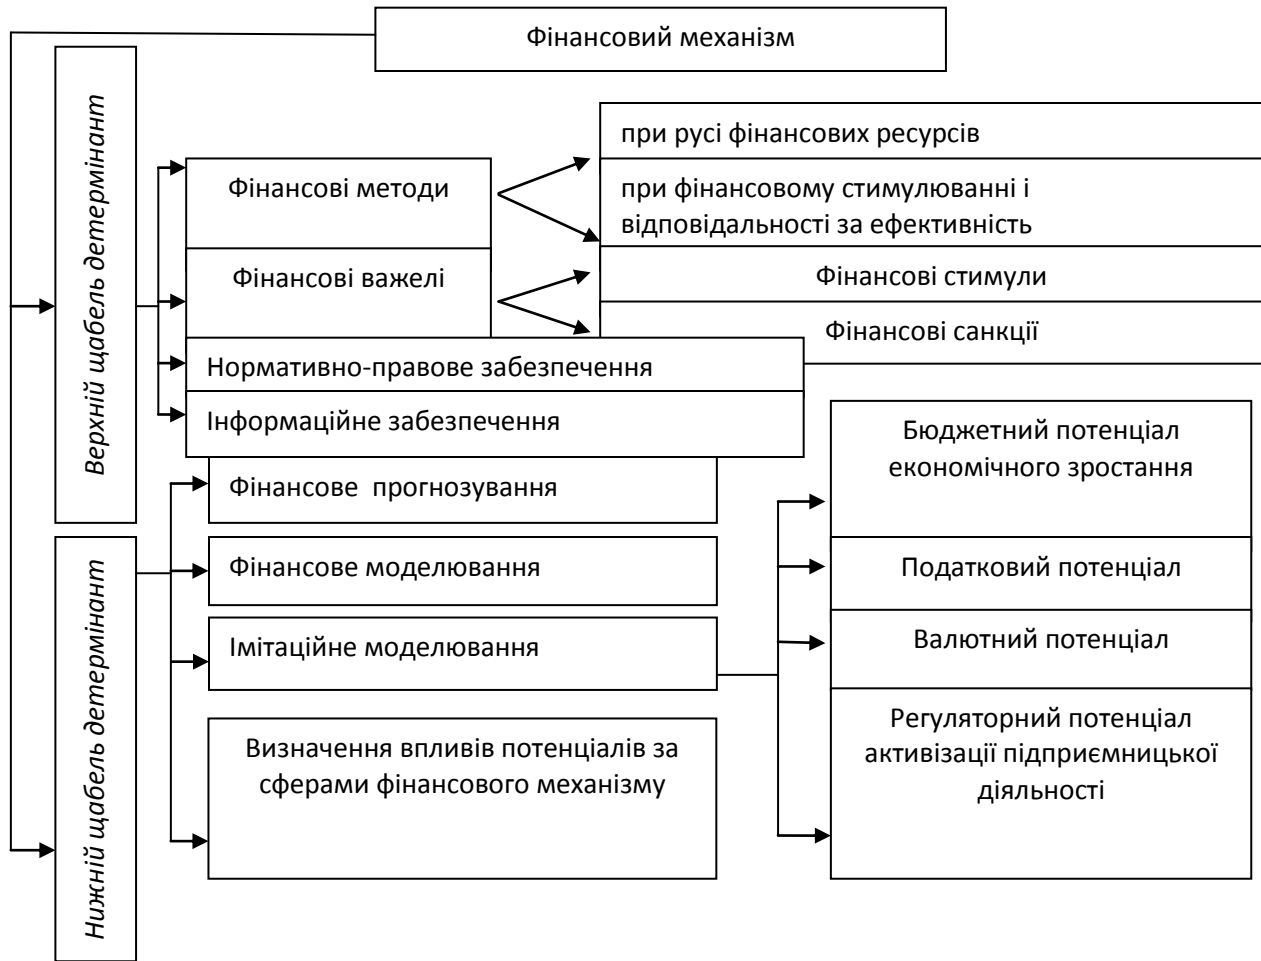 Фінансовий механізм
Верхній щабель детермінант
при русі фінансових ресурсів
Фінансові методи
при фінансовому стимулюванні і
відповідальності за ефективність
Фінансові важелі
Фінансові стимули
Фінансові санкції
Нормативно-правове забезпечення
Інформаційне забезпечення
Нижній щабель детермінант
Фінансове прогнозування
Фінансове моделювання
Імітаційне моделювання
Визначення впливів потенціалів за
сферами фінансового механізму
Бюджетний потенціал
економічного зростання
Податковий потенціал
Валютний потенціал
Регуляторний потенціал
активізації підприємницької
діяльності